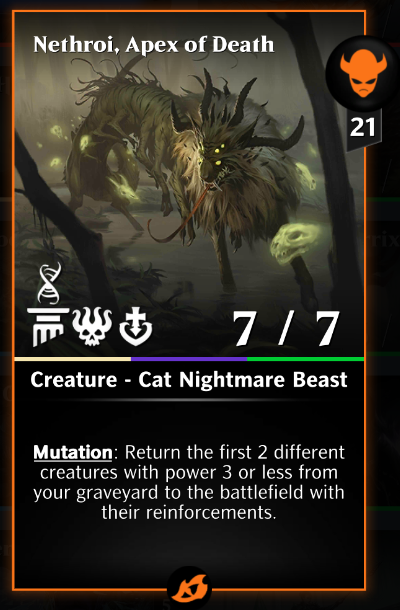 Nethroi, Apex of Death
21
7 / 7
Creature - Cat Nightmare Beast
Mutation: Return the first 2 different
creatures with power 3 or less from
your graveyard to the battlefield with
their reinforcements.